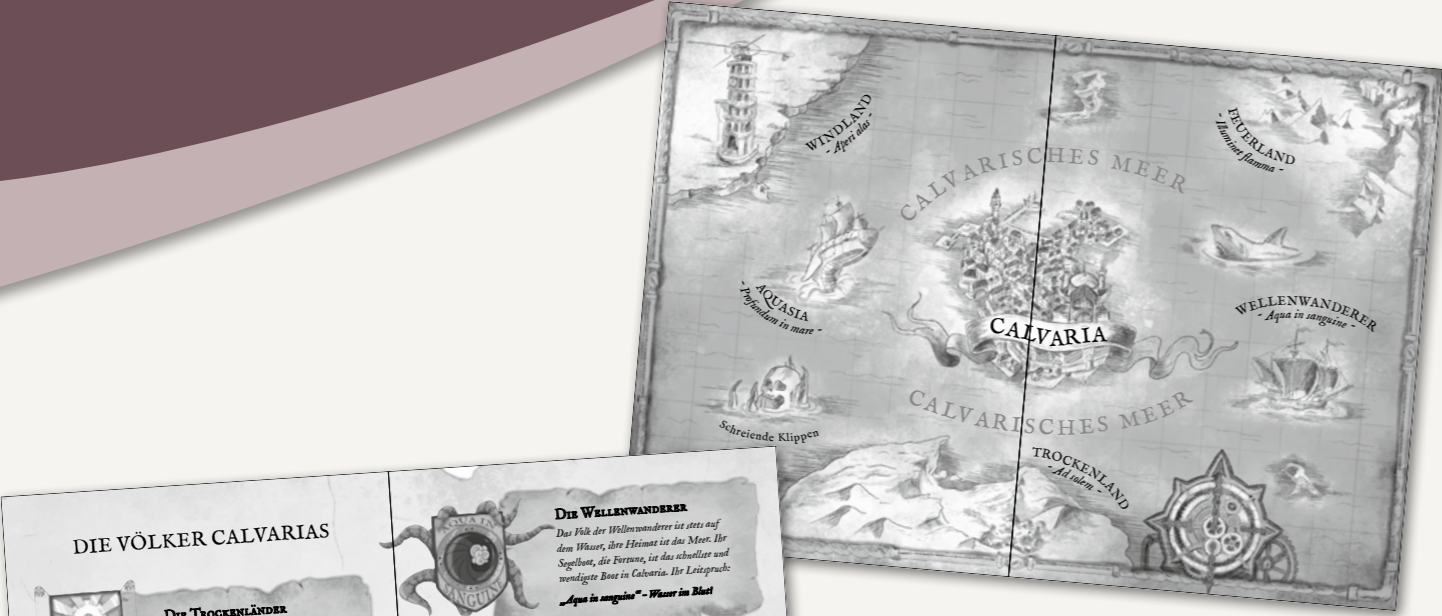 WINDLAND
- Aperi alas -
FEUERLAND
- Illuminet flamma -
CALVARISCHES MEER
AQUASIA
- Profundum in mare -
WELLENWANDERER
- Aqua in sanguine -
CALVARIA
CALVARISCHES MEER
Schreiende Klippen
TROCKENLAND
- Ad solem -
DIE VÖLKER CALVARIAS
DIE TROCKENLÄNDER
AQUA IN
SANGUINE
DIE WELLENWANDERER
Das Volk der Wellenwanderer ist stets auf
dem Wasser, ihre Heimat ist das Meer. Ihr
Segelboot, die Fortune, ist das schnellste und
wendigste Boot in Calvaria. Ihr Leitspruch:
„Aqua in sanguine“ – Wasser im Blut!